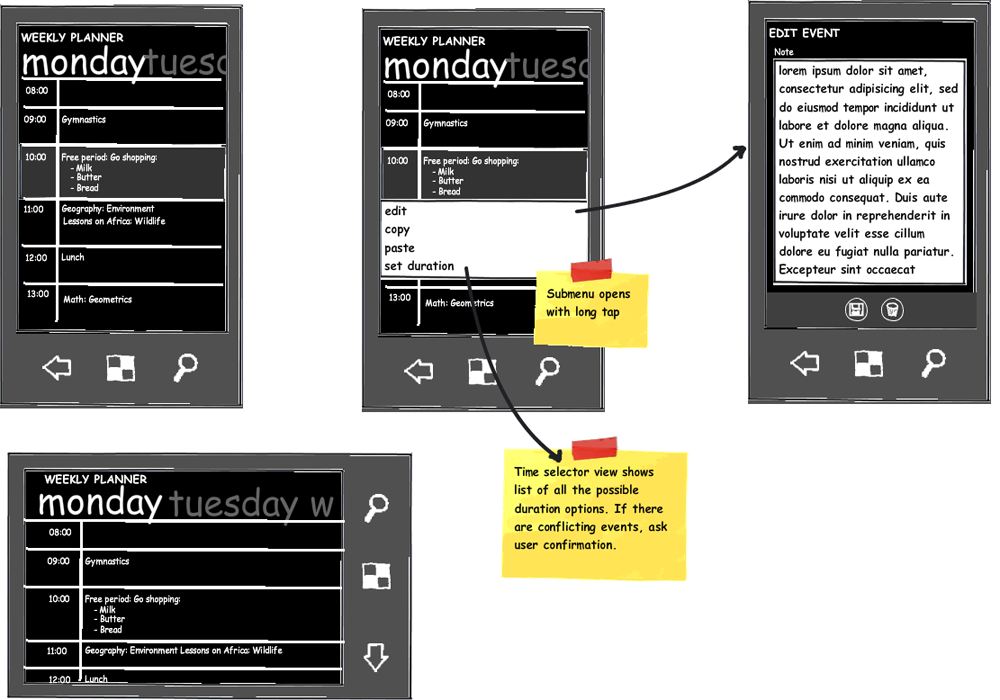 WEEKLY PLANNER
monday tuesd
08:00
09:00 Gymnastics
10:00 Free period: Go shopping:
- Milk
- Butter
- Bread
11:00 Geography: Environment
Lessons on Africa: Wildlife
12:00 Lunch
13:00 Math: Geometrics
WEEKLY PLANNER
monday tuesd
08:00
09:00 Gymnastics
10:00 Free period: Go shopping:
- Milk
- Butter
- Bread
edit
copy
paste
set duration
13:00 Math: Geometrics
Submenu opens
with long tap
EDIT EVENT
Note
lorem ipsum dolor sit amet,
consectetur adipisicing elit, sed
do eiusmod tempor incididunt ut
labore et dolore magna aliqua.
Ut enim ad minim veniam, quis
nostrud exercitation ullamco
laboris nisi ut aliquip ex ea
commodo consequat. Duis aute
irure dolor in reprehenderit in
voluptate velit esse cillum
dolore eu fugiat nulla pariatur.
Excepteur sint occaecat
Time selector view shows
list of all the possible
duration options. If there
are conflicting events, ask
user confirmation.
WEEKLY PLANNER
monday tuesday w
08:00
09:00 Gymnastics
10:00 Free period: Go shopping:
- Milk
- Butter
- Bread
11:00 Geography: Environment Lessons on Africa: Wildlife
12:00 Lunch